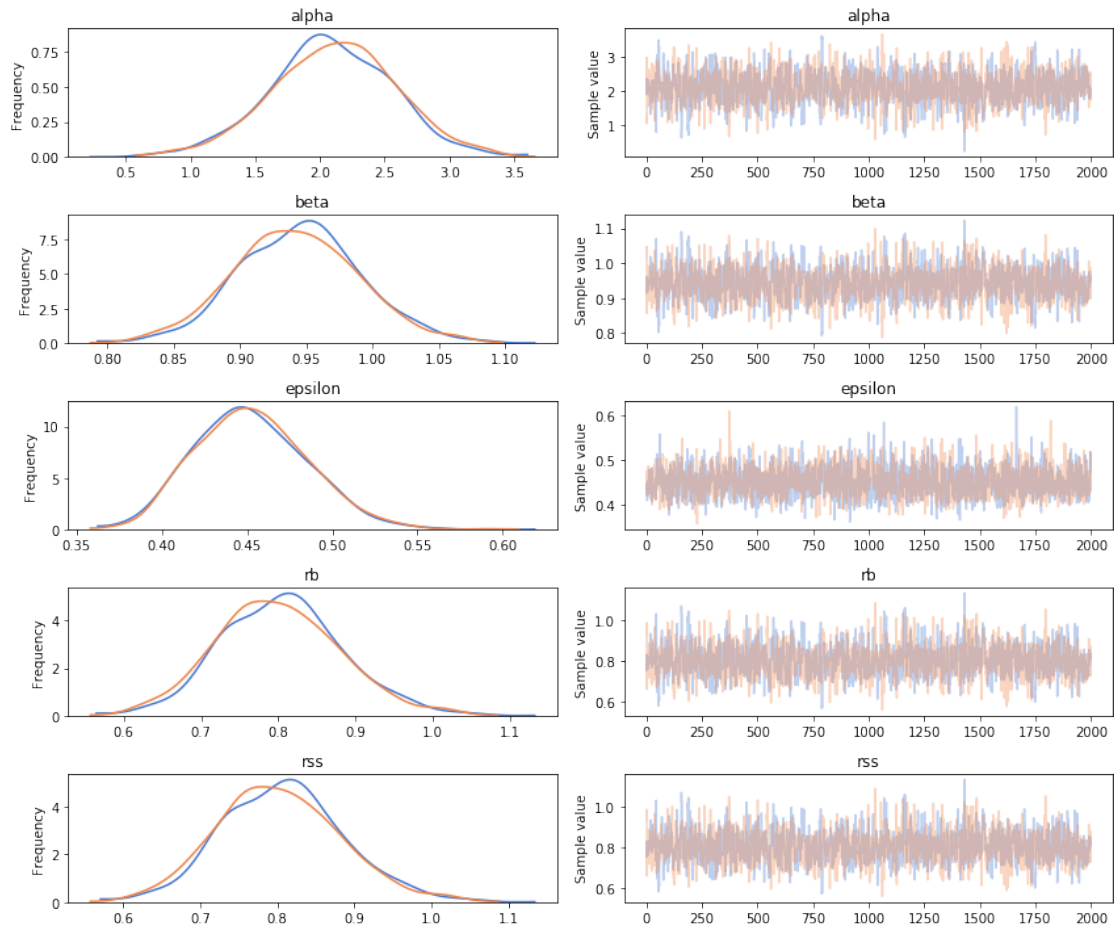 alpha
Frequency
0.75
0.50
0.25
0.00
0.5 1.0 1.5 2.0 2.5 3.0 3.5
alpha
Sample value
3
2
1
0 250 500 750 1000 1250 1500 1750 2000
beta
Frequency
7.5
5.0
2.5
0.0
0.80 0.85 0.90 0.95 1.00 1.05 1.10
beta
Sample value
1.1
1.0
0.9
0.8
0 250 500 750 1000 1250 1500 1750 2000
epsilon
Frequency
10
5
0
0.35 0.40 0.45 0.50 0.55 0.60
epsilon
Sample value
0.6
0.5
0.4
0 250 500 750 1000 1250 1500 1750 2000
rb
Frequency
4
2
0
0.6 0.7 0.8 0.9 1.0 1.1
rb
Sample value
1.0
0.8
0.6
0 250 500 750 1000 1250 1500 1750 2000
rss
Frequency
4
2
0
0.6 0.7 0.8 0.9 1.0 1.1
rss
Sample value
1.0
0.8
0.6
0 250 500 750 1000 1250 1500 1750 2000